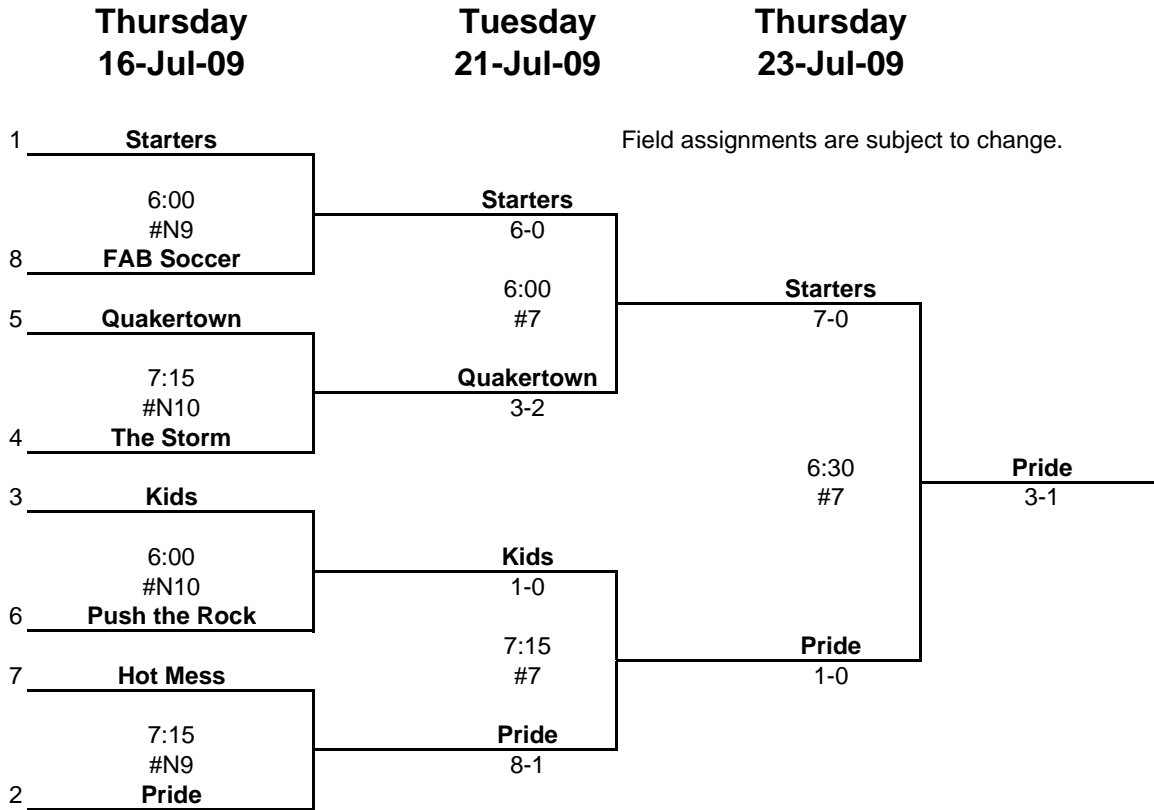 Thursday Tuesday Thursday
16-Jul-09 21-Jul-09 23-Jul-09
1 Starters Field assignments are subject to change.
6:00 Starters
#N9 6-0
8 FAB Soccer
6:00 Starters
5 Quakertown #7 7-0
7:15 Quakertown
#N10 3-2
4 The Storm
6:30 Pride
3 Kids #7 3-1
6:00 Kids
#N10 1-0
6 Push the Rock
7:15 Pride
7 Hot Mess #7 1-0
7:15 Pride
#N9 8-1
2 Pride